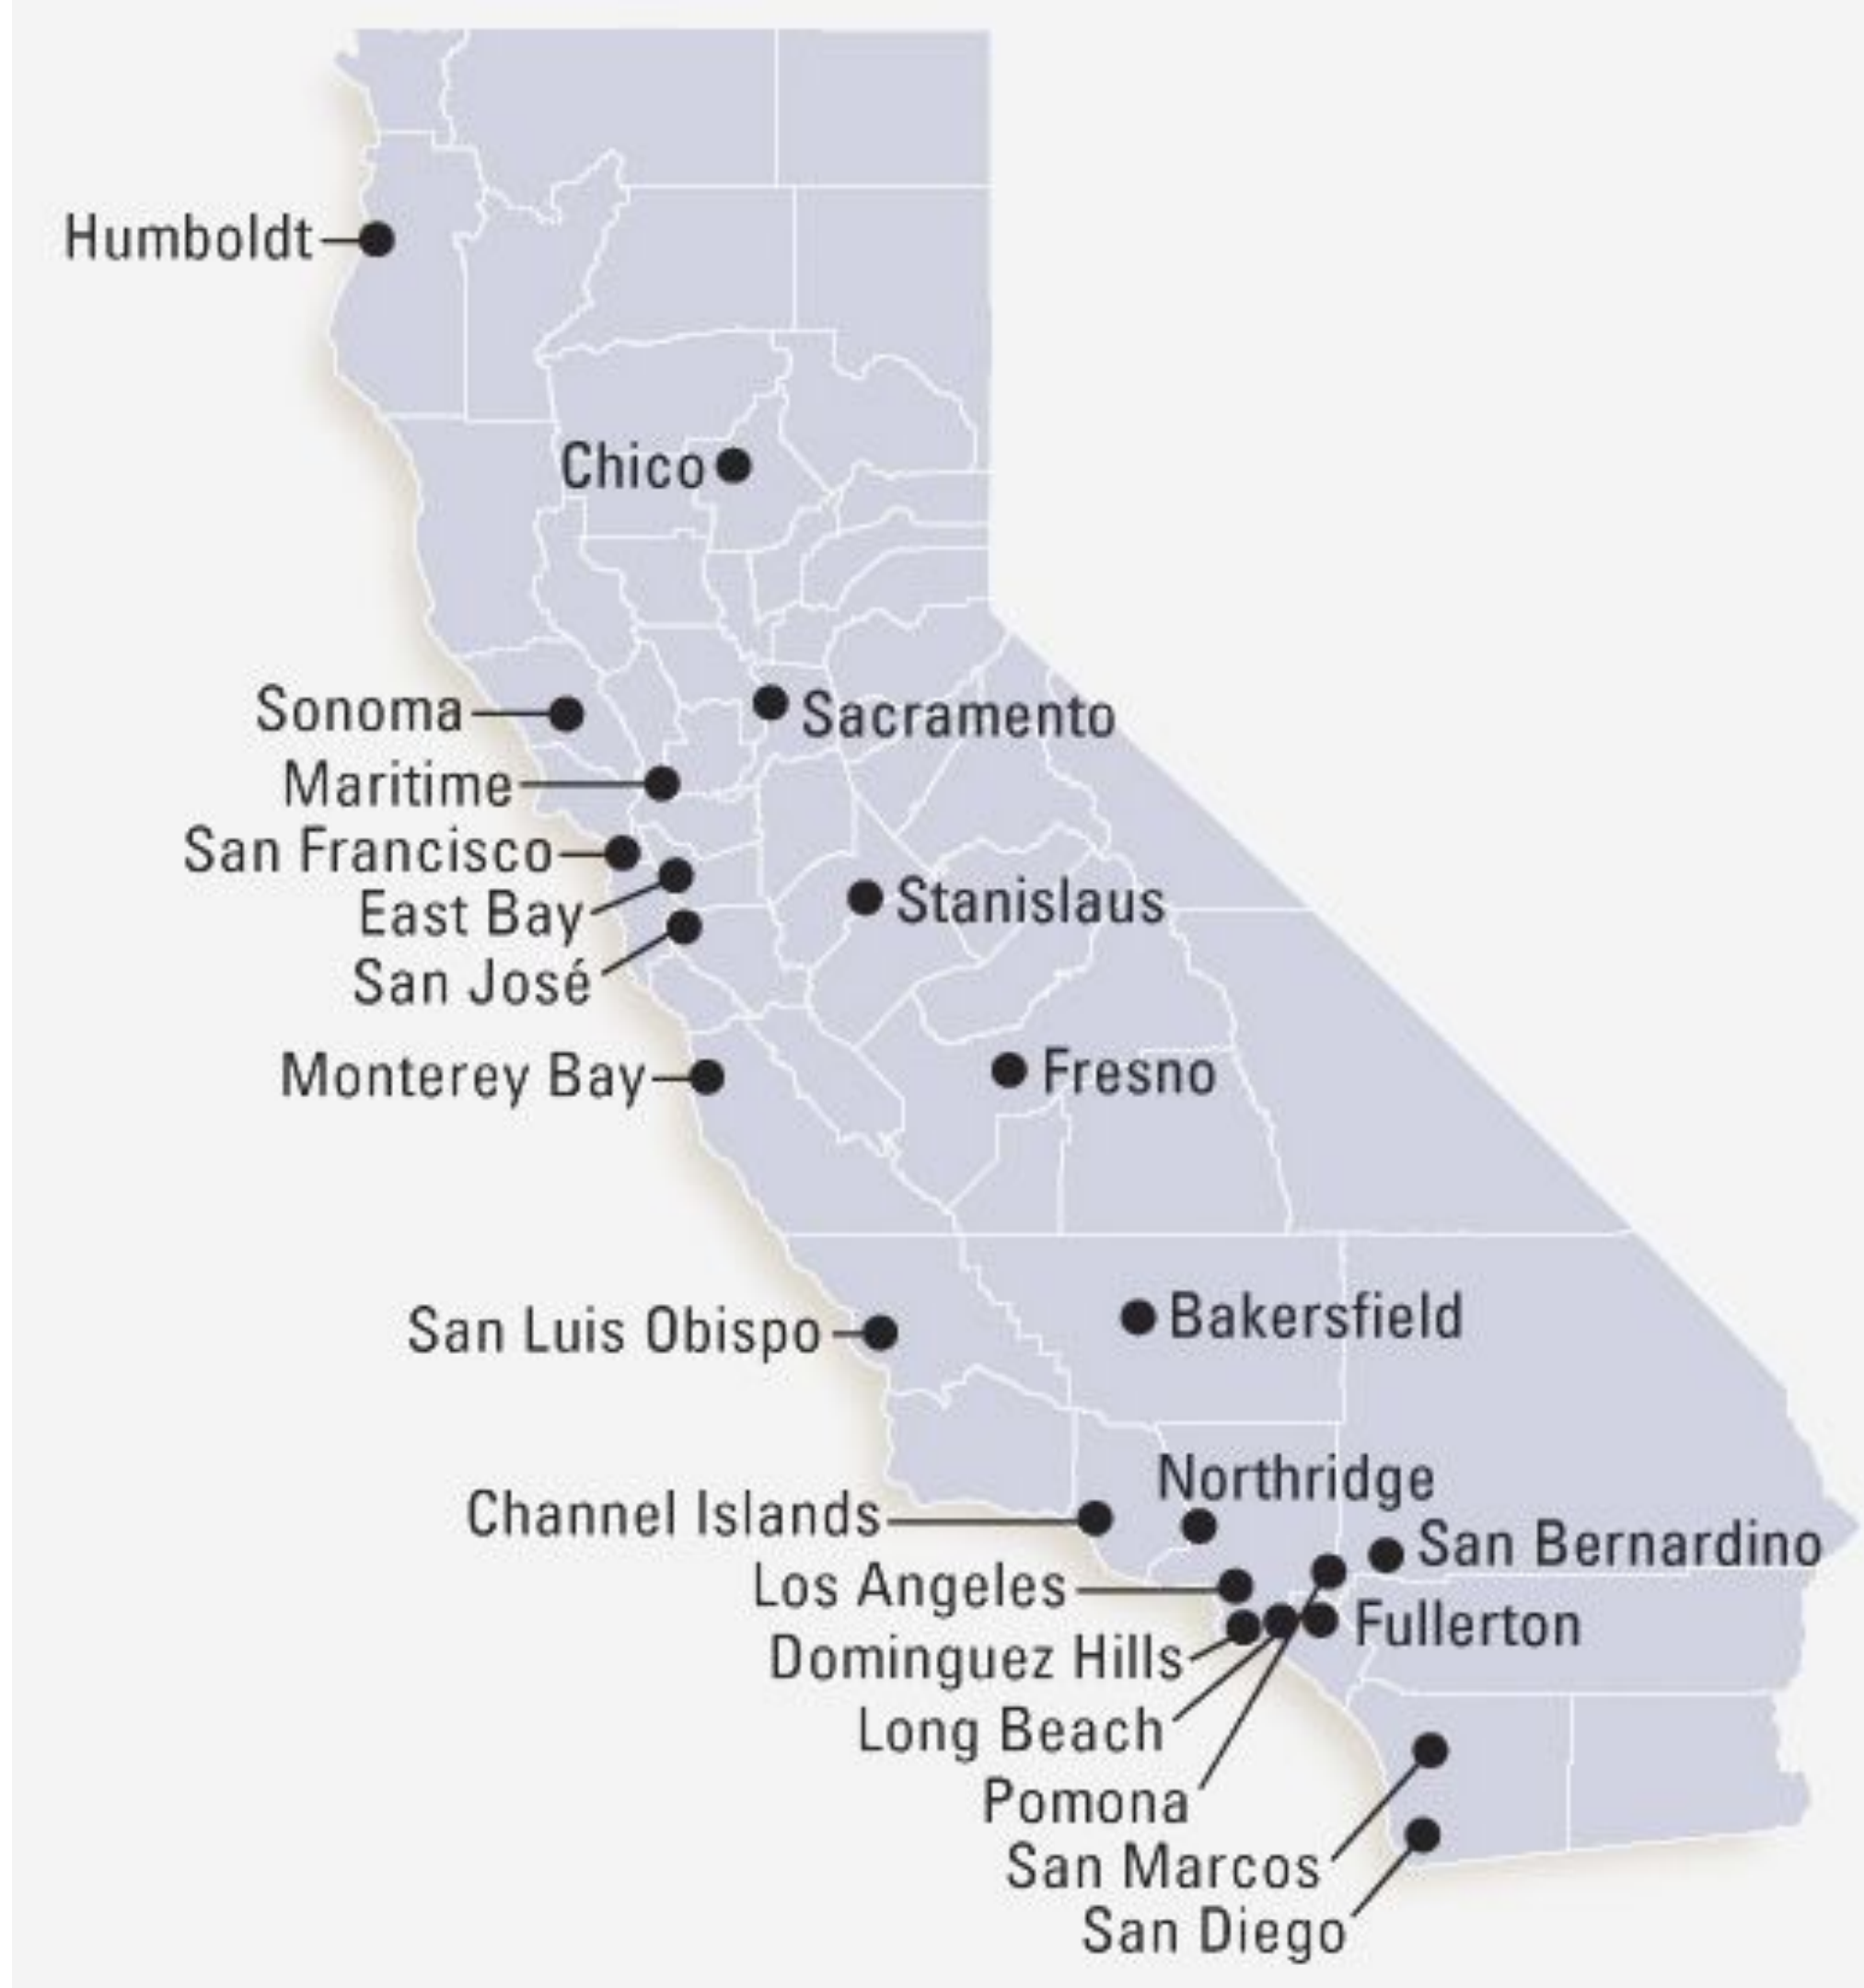 Humboldt
Chico
Sonoma
Sacramento
Maritime
San Francisco
East Bay
Stanislaus
San José
Monterey Bay
Fresno
San Luis Obispo
Bakersfield
Northridge
Channel Islands
San Bernardino
Los Angeles
Fullerton
Dominguez Hills
Long Beach
Pomona
San Marcos
San Diego